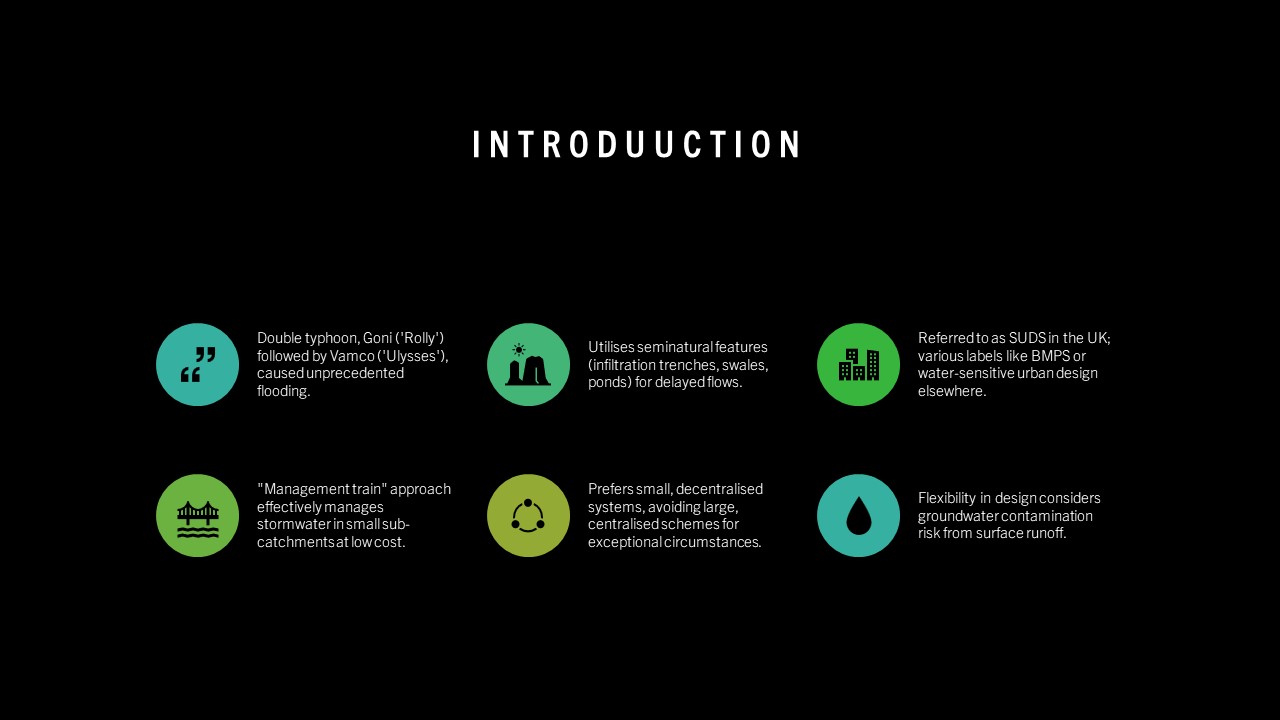 INTRODUUCTION
Double typhoon, Goni ('Rolly')
followed by Vamco ('Ulysses'),
caused unprecedented
flooding.
Utilises seminatural features
(infiltration trenches, swales,
ponds) for delayed flows.
Referred to as SUDS in the UK;
various labels like BMPS or
water-sensitive urban design
elsewhere.
"Management train" approach
effectively manages
stormwater in small sub-
catchments at low cost.
Prefers small, decentralised
systems, avoiding large,
centralised schemes for
exceptional circumstances.
Flexibility in design considers
groundwater contamination
risk from surface runoff.